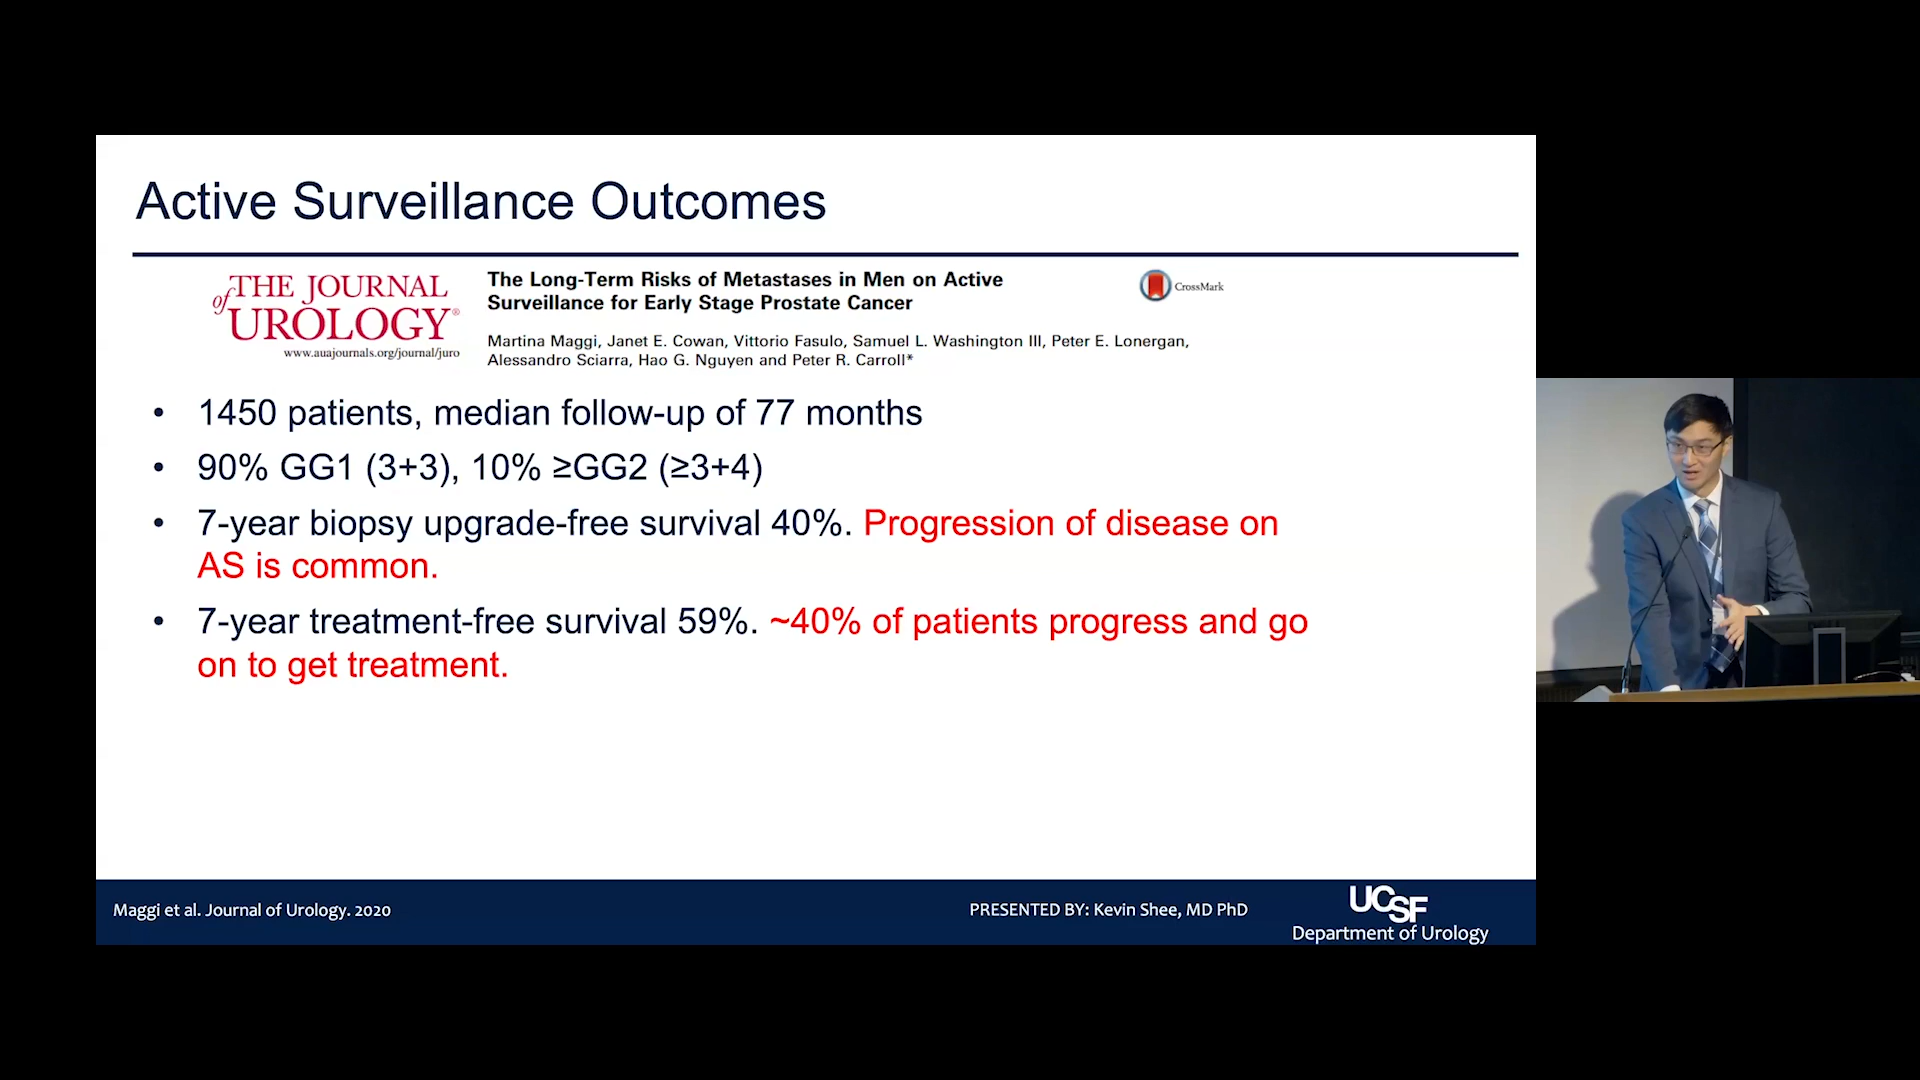 Active Surveillance Outcomes
THE JOURNAL
of UROLOGY®
www.auajournals.org/journal/juro
The Long-Term Risks of Metastases in Men on Active
Surveillance for Early Stage Prostate Cancer
CrossMark
Martina Maggi, Janet E. Cowan, Vittorio Fasulo, Samuel L. Washington III, Peter E. Lonergan,
Alessandro Sciarra, Hao G. Nguyen and Peter R. Carroll*
• 1450 patients, median follow-up of 77 months
• 90% GG1 (3+3), 10% ≥GG2 (≥3+4)
• 7-year biopsy upgrade-free survival 40%. Progression of disease on
AS is common.
• 7-year treatment-free survival 59%. ~40% of patients progress and go
on to get treatment.
Maggi et al. Journal of Urology. 2020
PRESENTED BY: Kevin Shee, MD PhD
UCSF
Department of Urology